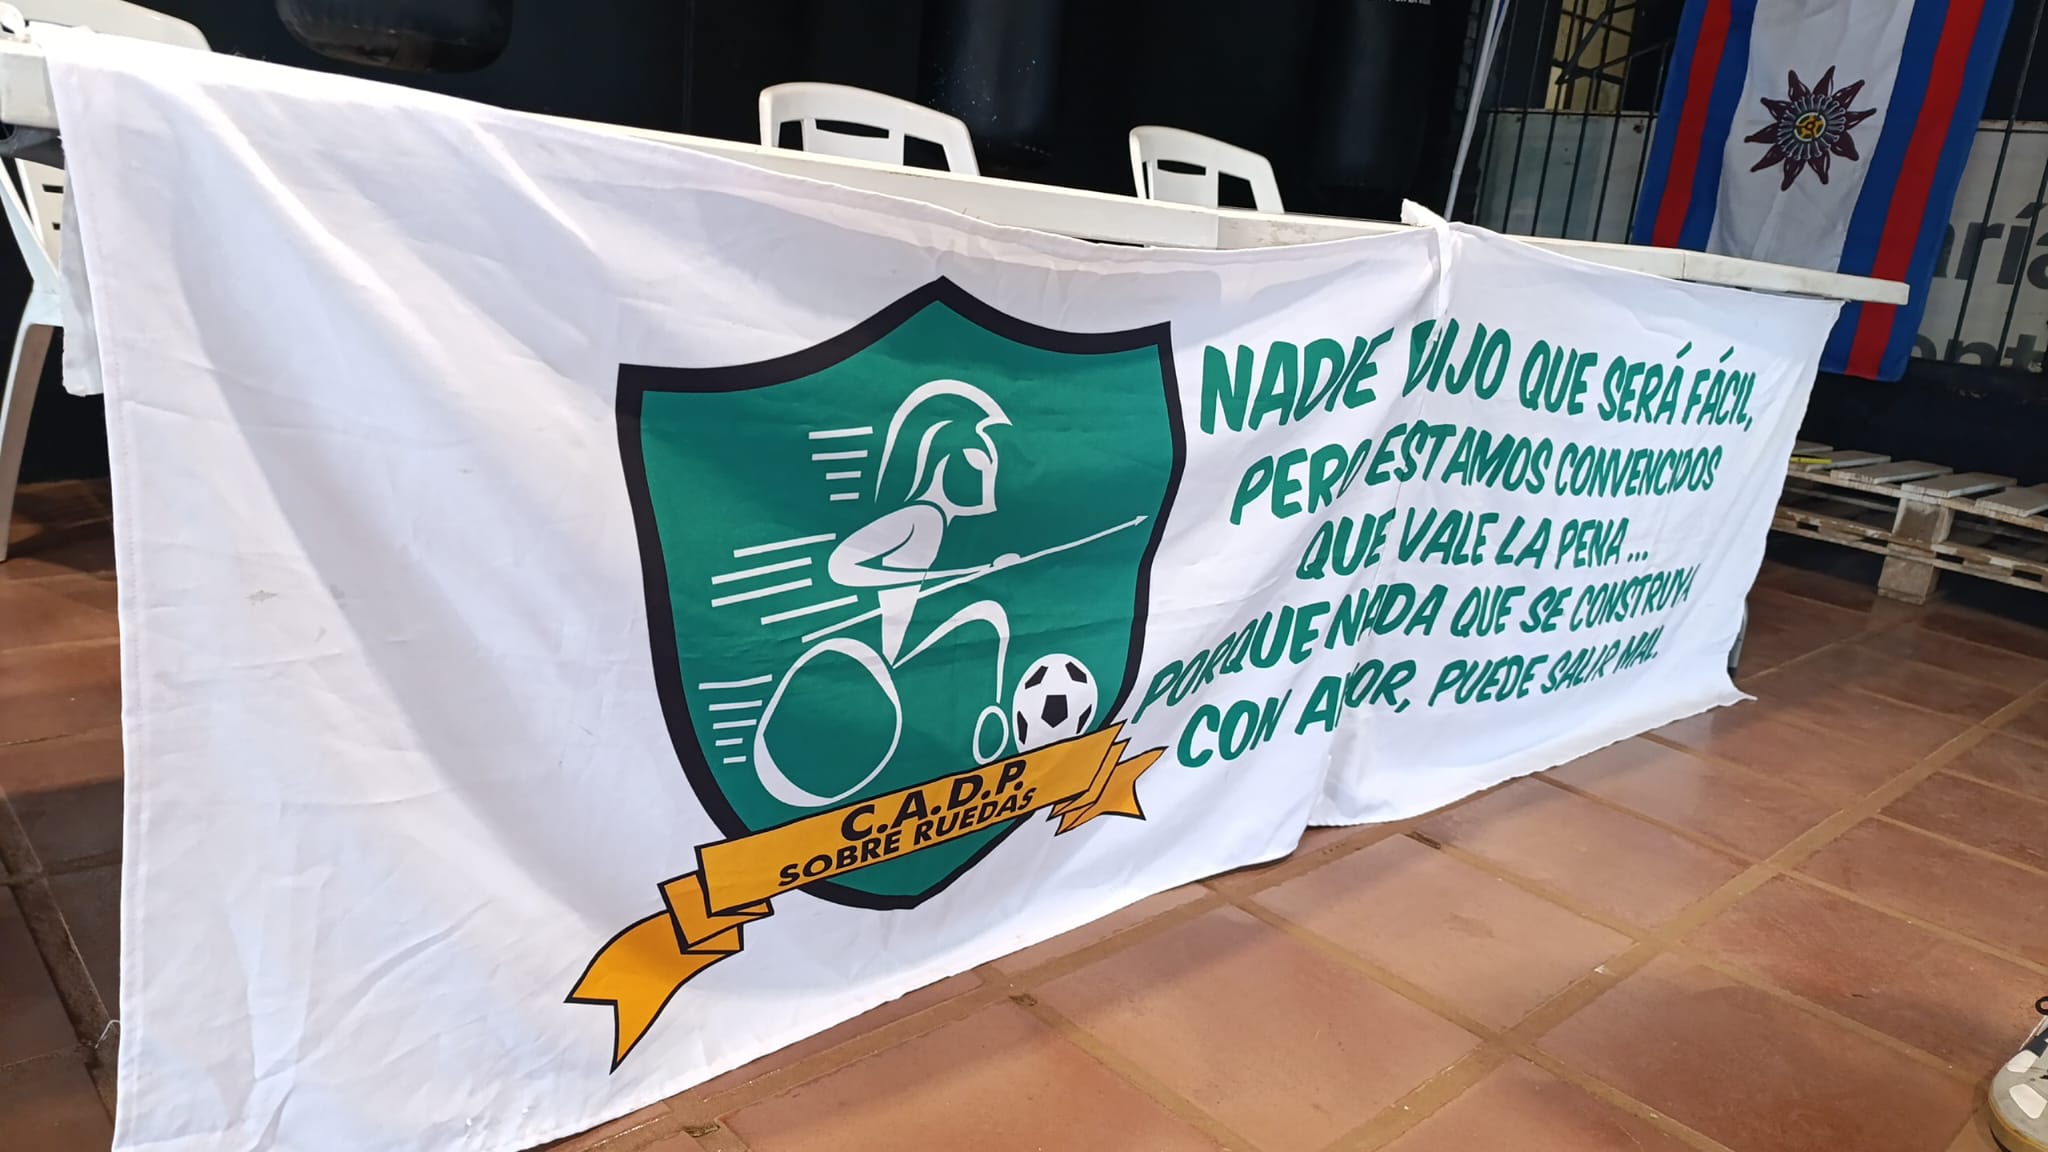 C.A.D.P.
SOBRE RUEDAS
NADIE DIJO QUE SERÁ FÁCIL,
PERO ESTAMOS CONVENCIDOS
QUE VALE LA PENA...
PORQUE NADA QUE SE CONSTRUYA
CON AMOR, PUEDE SALIR MAL.